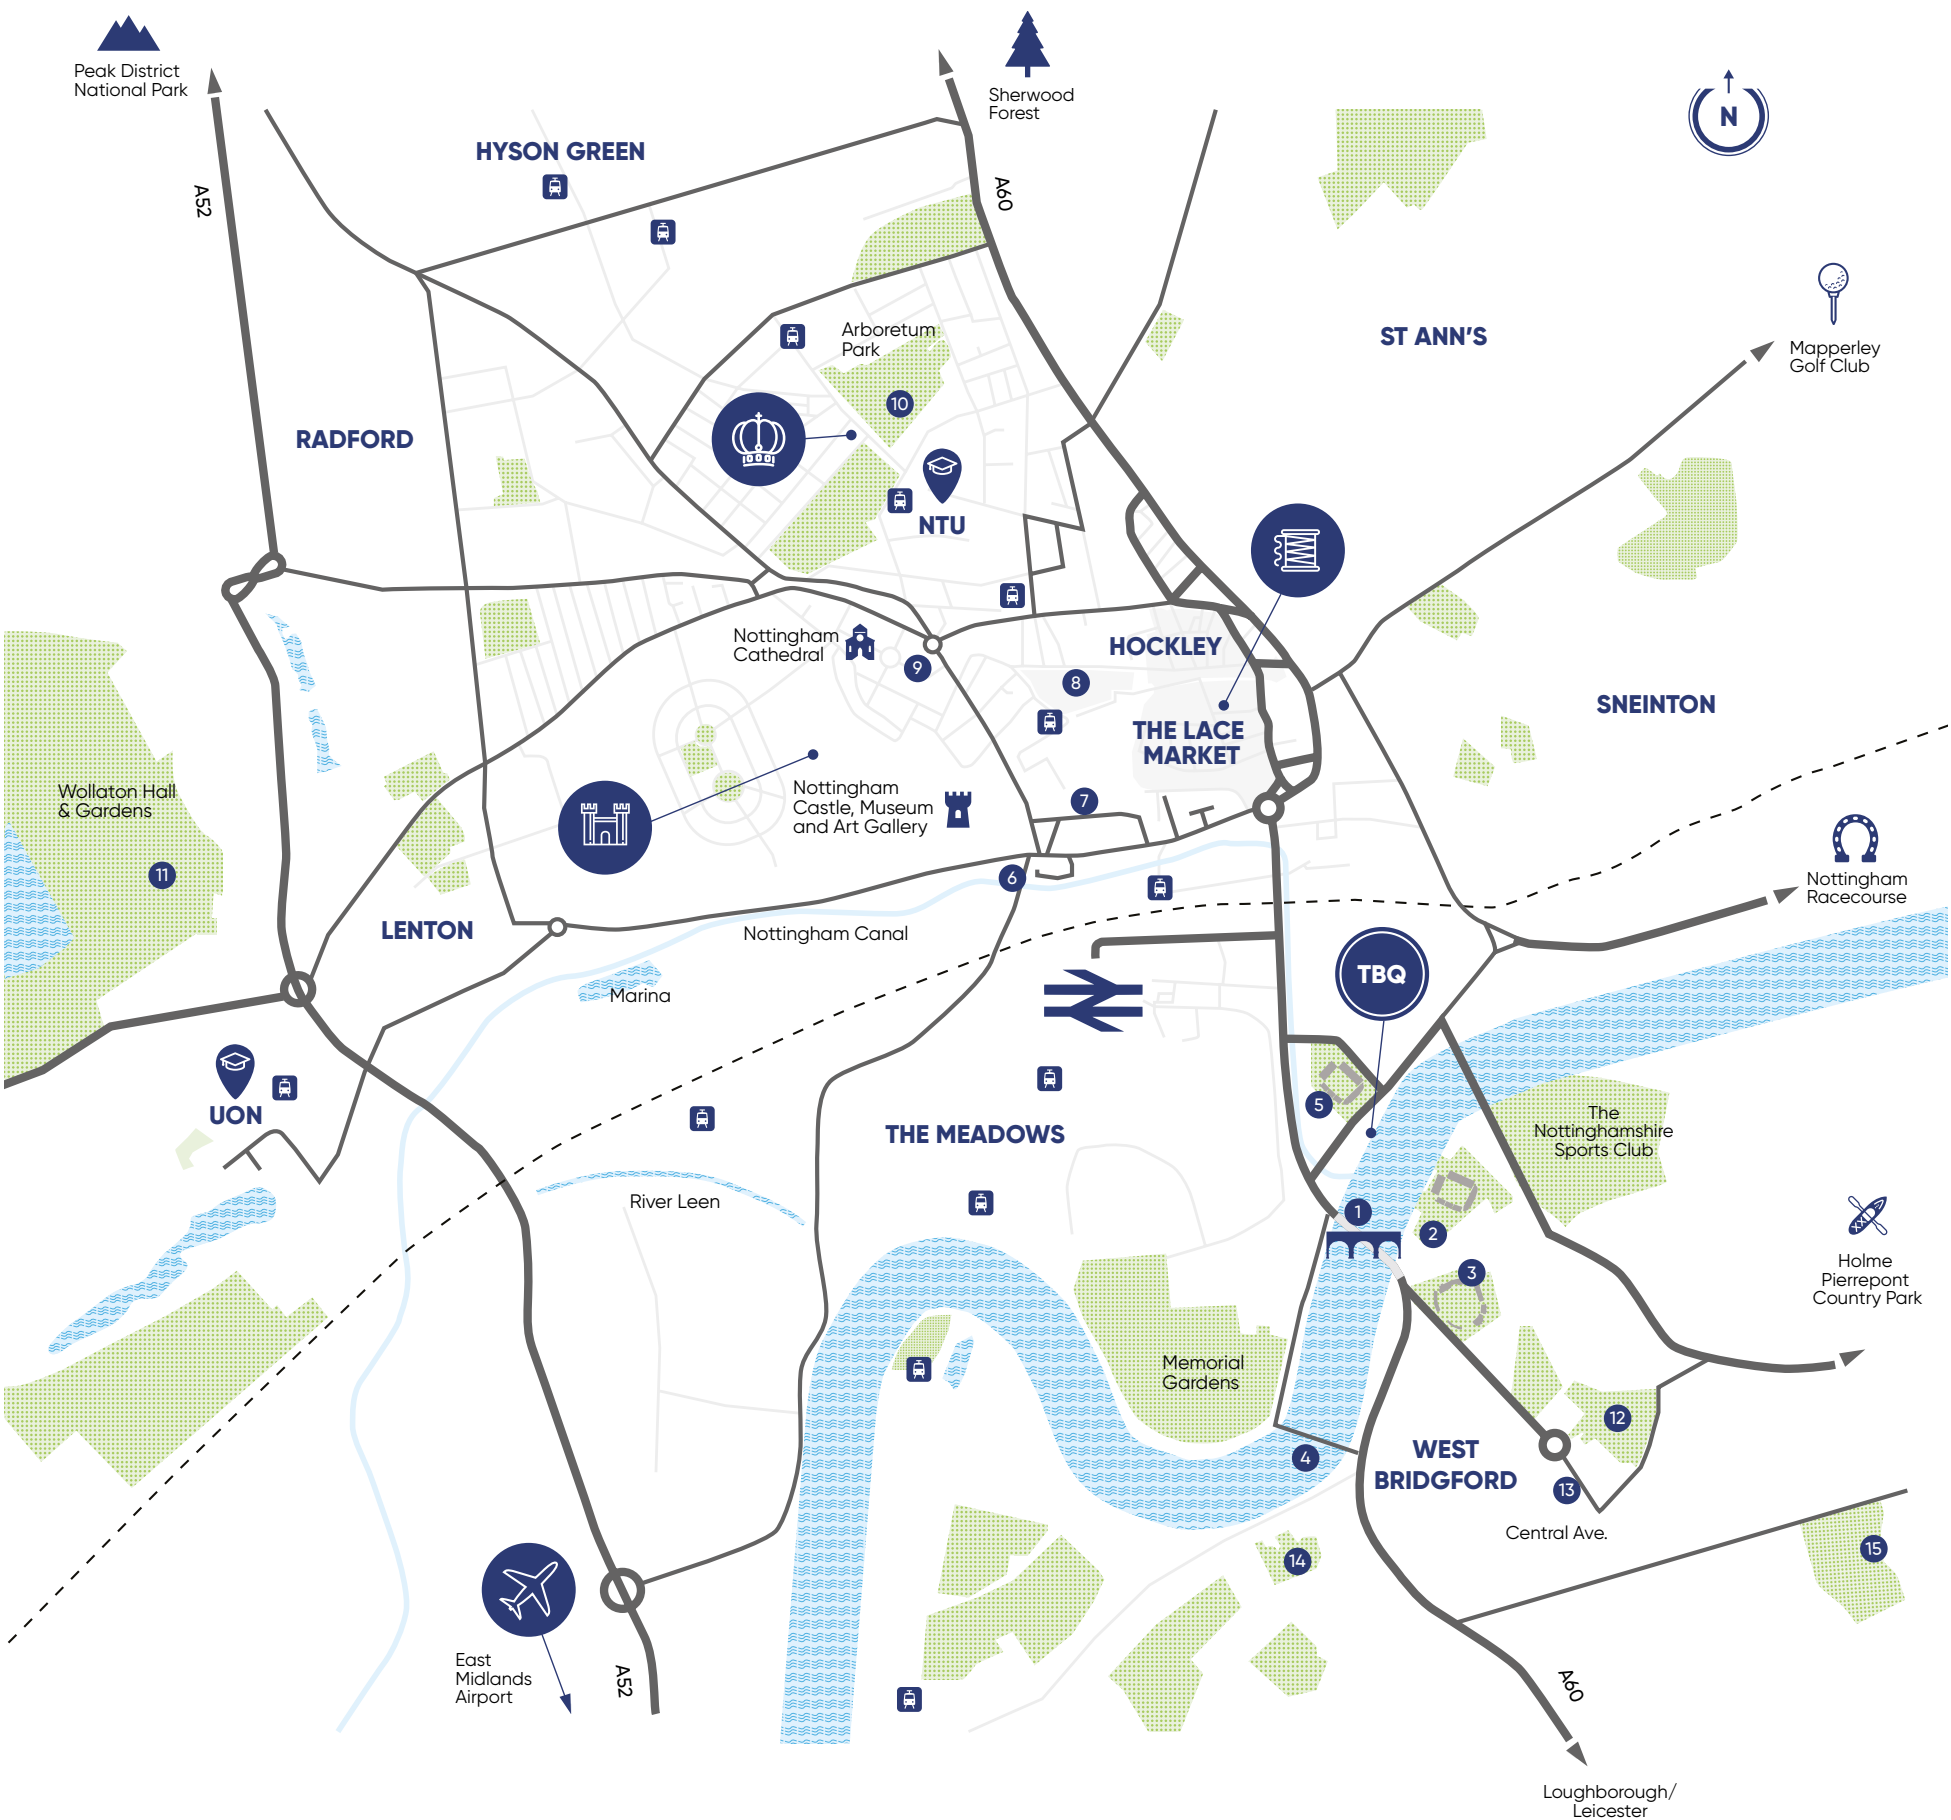 Peak District
National Park
Sherwood
Forest
N
HYSON GREEN
A52
A60
Arboretum
Park
ST ANN'S
Mapperley
Golf Club
10
RADFORD
NTU
Nottingham
Cathedral
9
HOCKLEY
8
SNEINTON
THE LACE
MARKET
Wollaton Hall
& Gardens
Nottingham
Castle, Museum
and Art Gallery
7
11
6
Nottingham
Racecourse
LENTON
Nottingham Canal
TBQ
Marina
UON
5
THE MEADOWS
The
Nottinghamshire
Sports Club
River Leen
1
2
3
Holme
Pierrepont
Country Park
Memorial
Gardens
12
4
WEST
BRIDGFORD
13
Central Ave.
15
14
East
Midlands
Airport
A52
A60
Loughborough/
Leicester